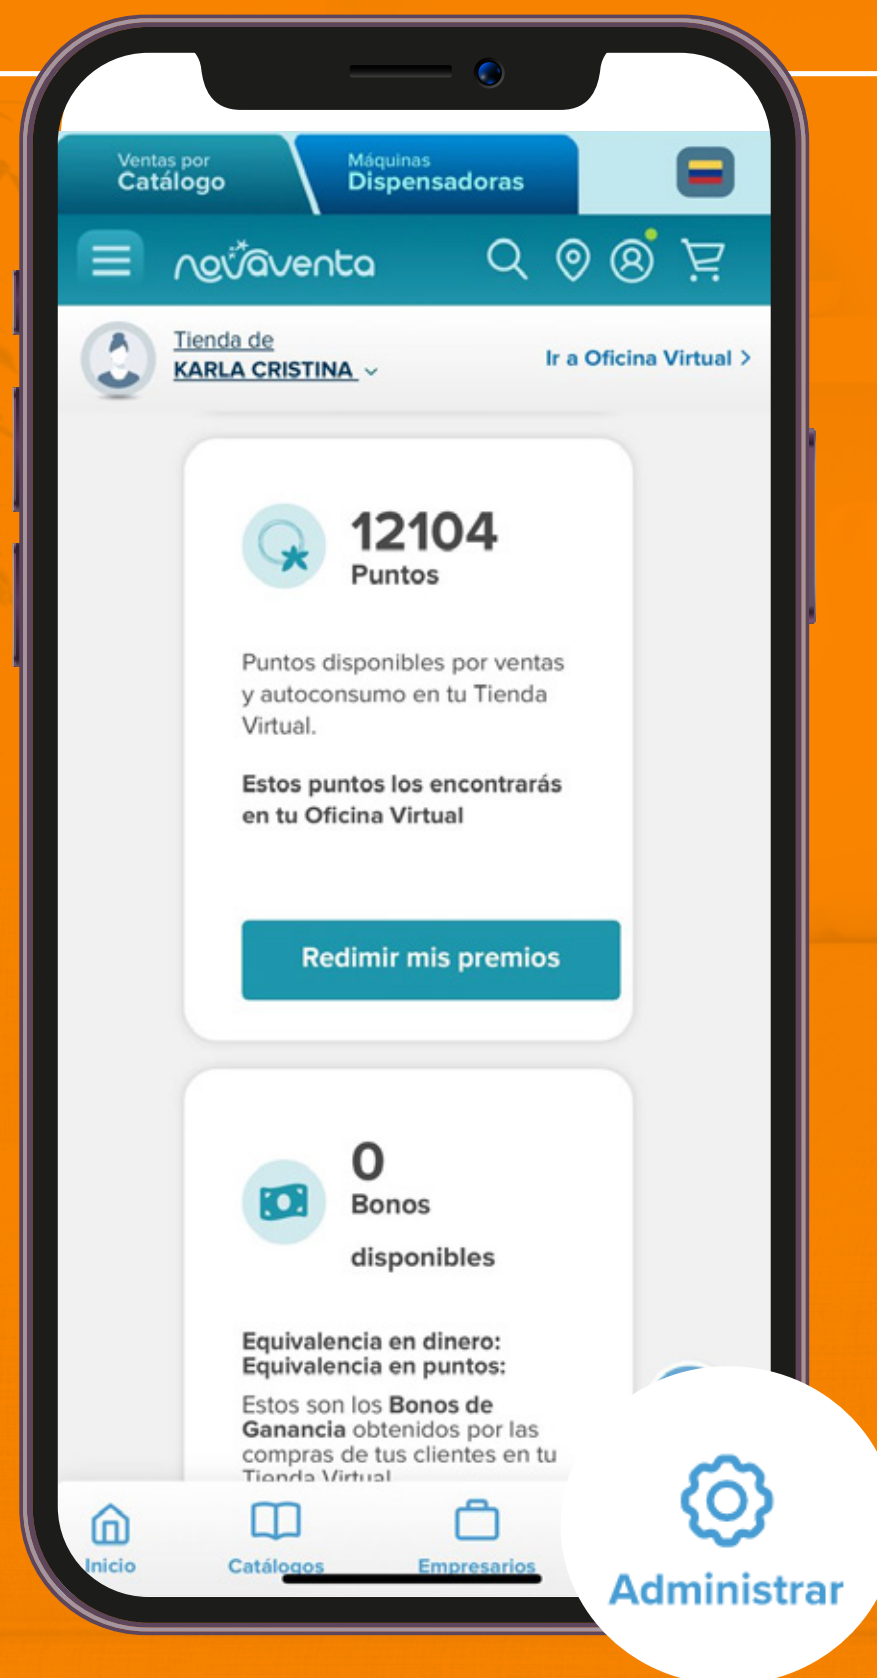 Ventas por
Catálogo
Máquinas
Dispensadoras
novaventa
Tienda de
KARLA CRISTINA
Ir a Oficina Virtual >
12104
Puntos
Puntos disponibles por ventas
y autoconsumo en tu Tienda
Virtual.
Estos puntos los encontrarás
en tu Oficina Virtual
Redimir mis premios
0
Bonos
disponibles
Equivalencia en dinero:
Equivalencia en puntos:
Estos son los Bonos de
Ganancia obtenidos por las
compras de tus clientes en tu
Tienda Virtual
Inicio
Catálogos
Empresarios
Administrar